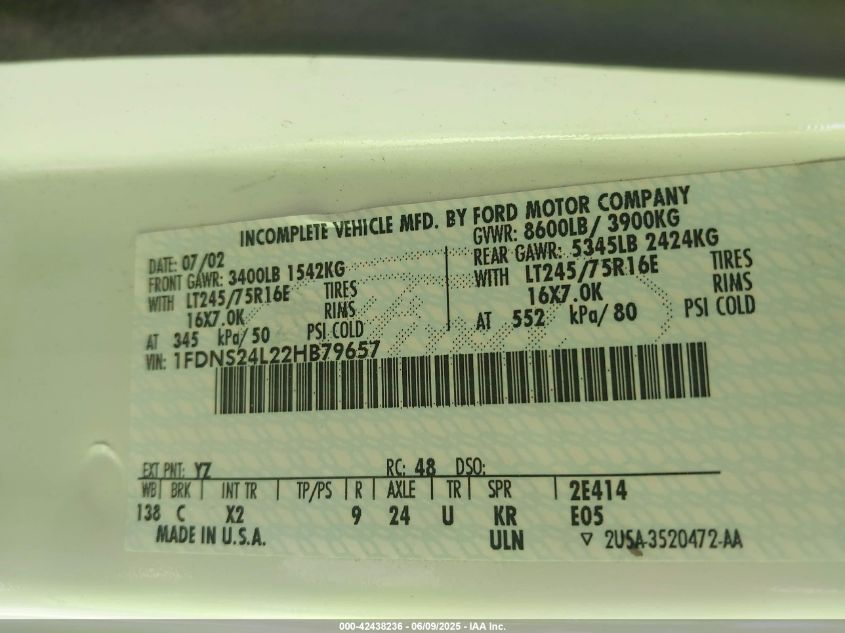 INCOMPLETE VEHICLE MFD. BY FORD MOTOR COMPANY
DATE: 07/02 GVWR: 8600LB/ 3900KG
FRONT GAWR: 3400LB 1542KG REAR GAWR: 5345LB 2424KG
WITH LT245/75R16E TIRES WITH LT245/75R16E TIRES
16X7.0K RIMS 16X7.0K RIMS
AT 345 kPa/ 50 PSI COLD AT 552 kPa/ 80 PSI COLD
VIN: 1FDNS24L22HB79657
EXT PNT: YZ RC: 48 DSO:
WB BRK INT TR TP/PS R AXLE TR SPR 2E414
138 C X2 9 24 U KR E05
MADE IN U.S.A. ULN ▽ 2USA-3520472-AA
000-42438236 - 06/09/2025 - IAA Inc.